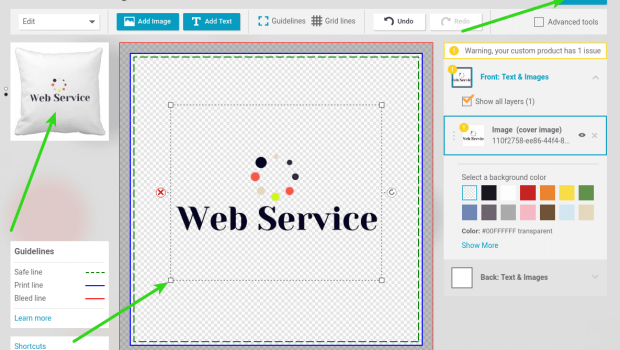 Edit
Add Image
Add Text
Guidelines
Grid lines
Undo
Redo
Advanced tools
Web Service
Guidelines
Safe line
Print line
Bleed line
Learn more
Shortcuts
Web Service
Warning, your custom product has 1 issue
Front: Text & Images
Show all layers (1)
Image (cover image)
110f2758-ee86-44f4-8...
Select a background color
Color: #00FFFFFF transparent
Show More
Back: Text & Images